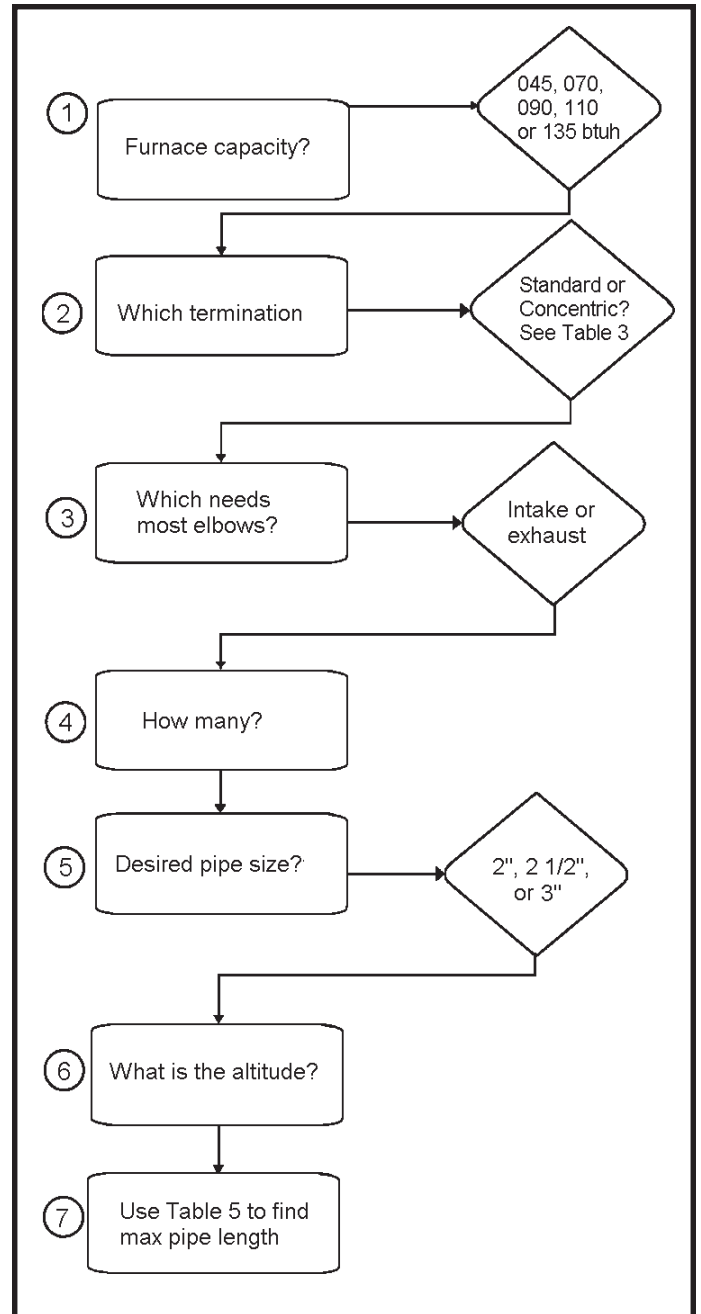 1
Furnace capacity?
045, 070,
090, 110
or 135 btuh
2
Which termination
Standard or
Concentric?
See Table 3
3
Which needs
most elbows?
Intake or
exhaust
4
How many?
5
Desired pipe size?
2", 2 1/2",
or 3"
6
What is the altitude?
7
Use Table 5 to find
max pipe length